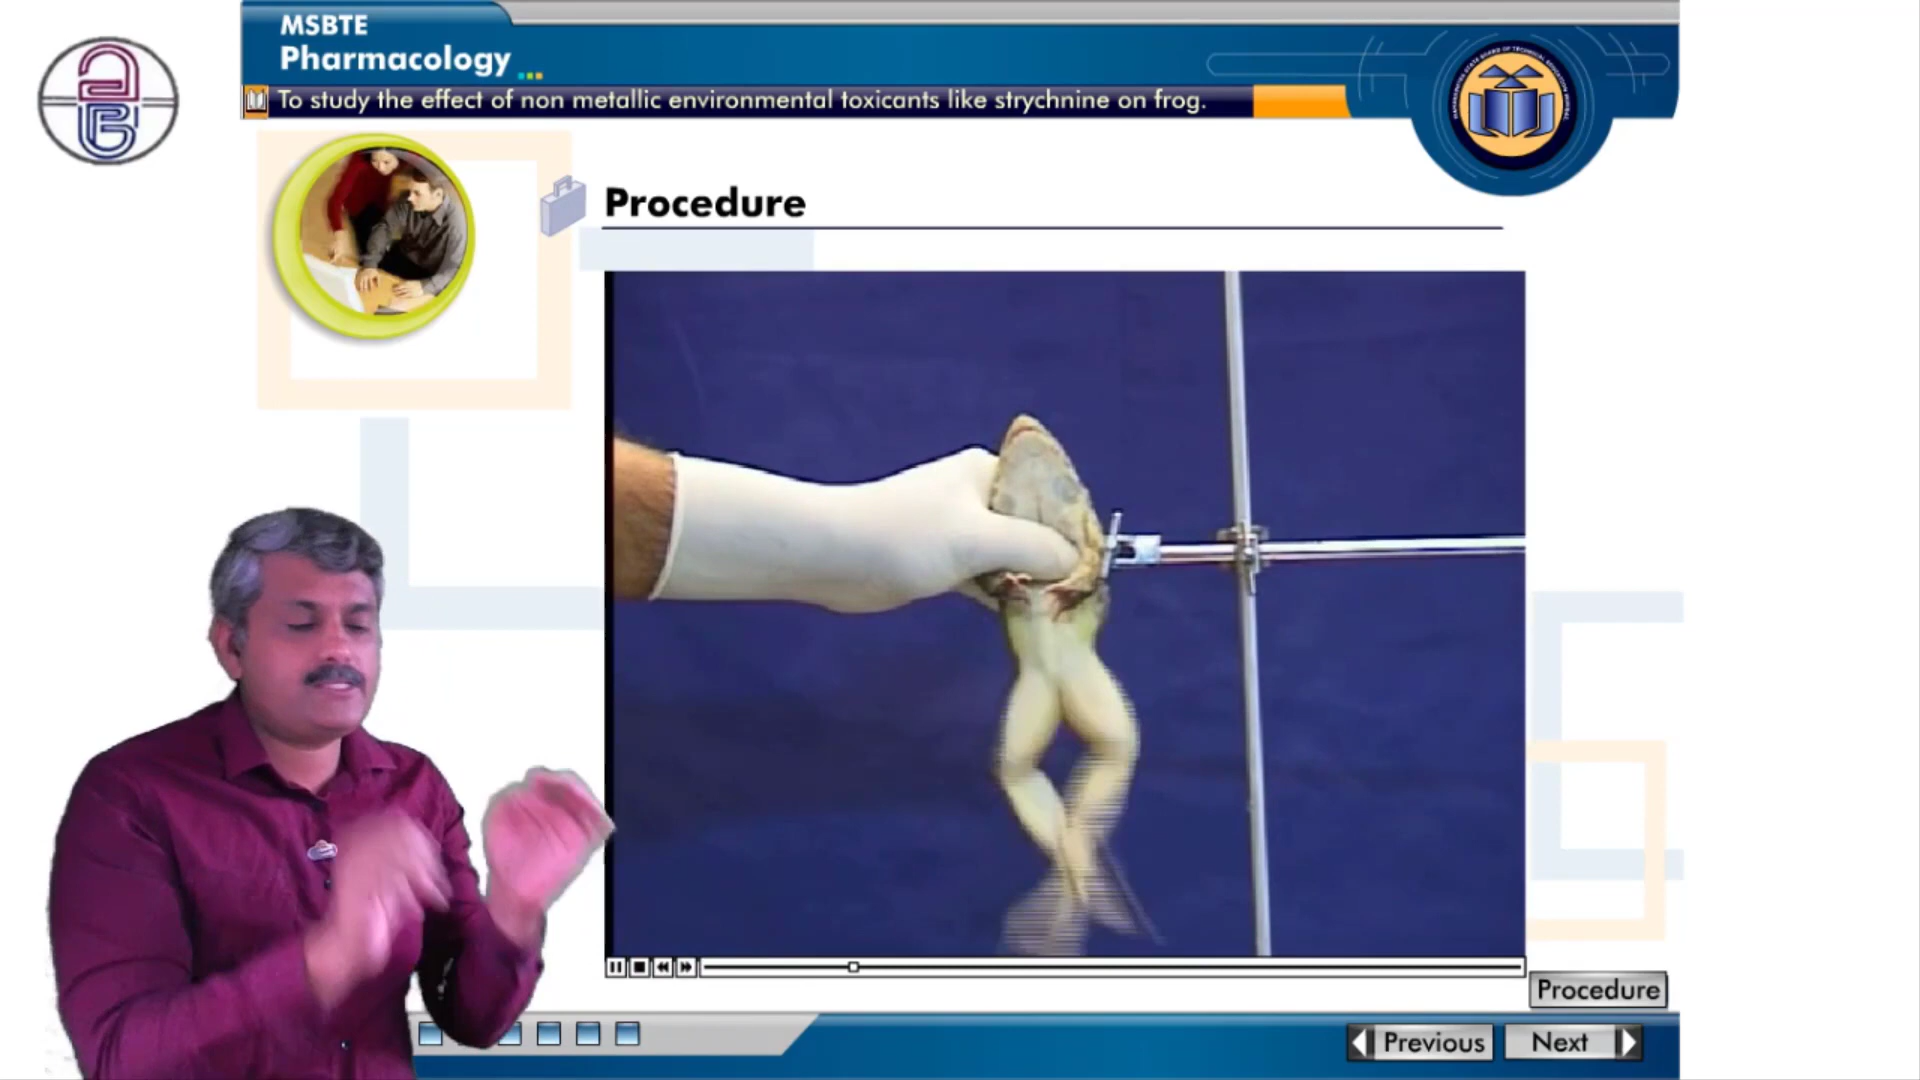 MSBTE
Pharmacology
To study the effect of non metallic environmental toxicants like strychnine on frog.
Procedure
Procedure
Previous
Next